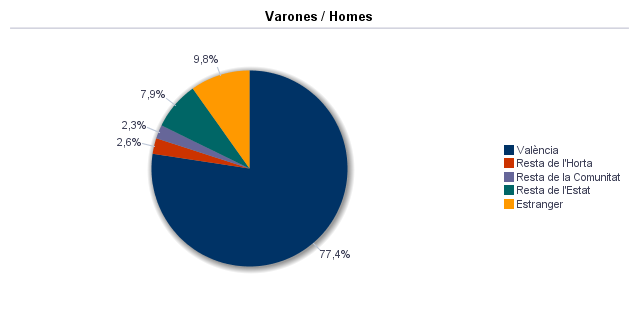 Varones / Homes
9,8%
7,9%
2,3%
2,6%
77,4%
València
Resta de l'Horta
Resta de la Comunitat
Resta de l'Estat
Estranger